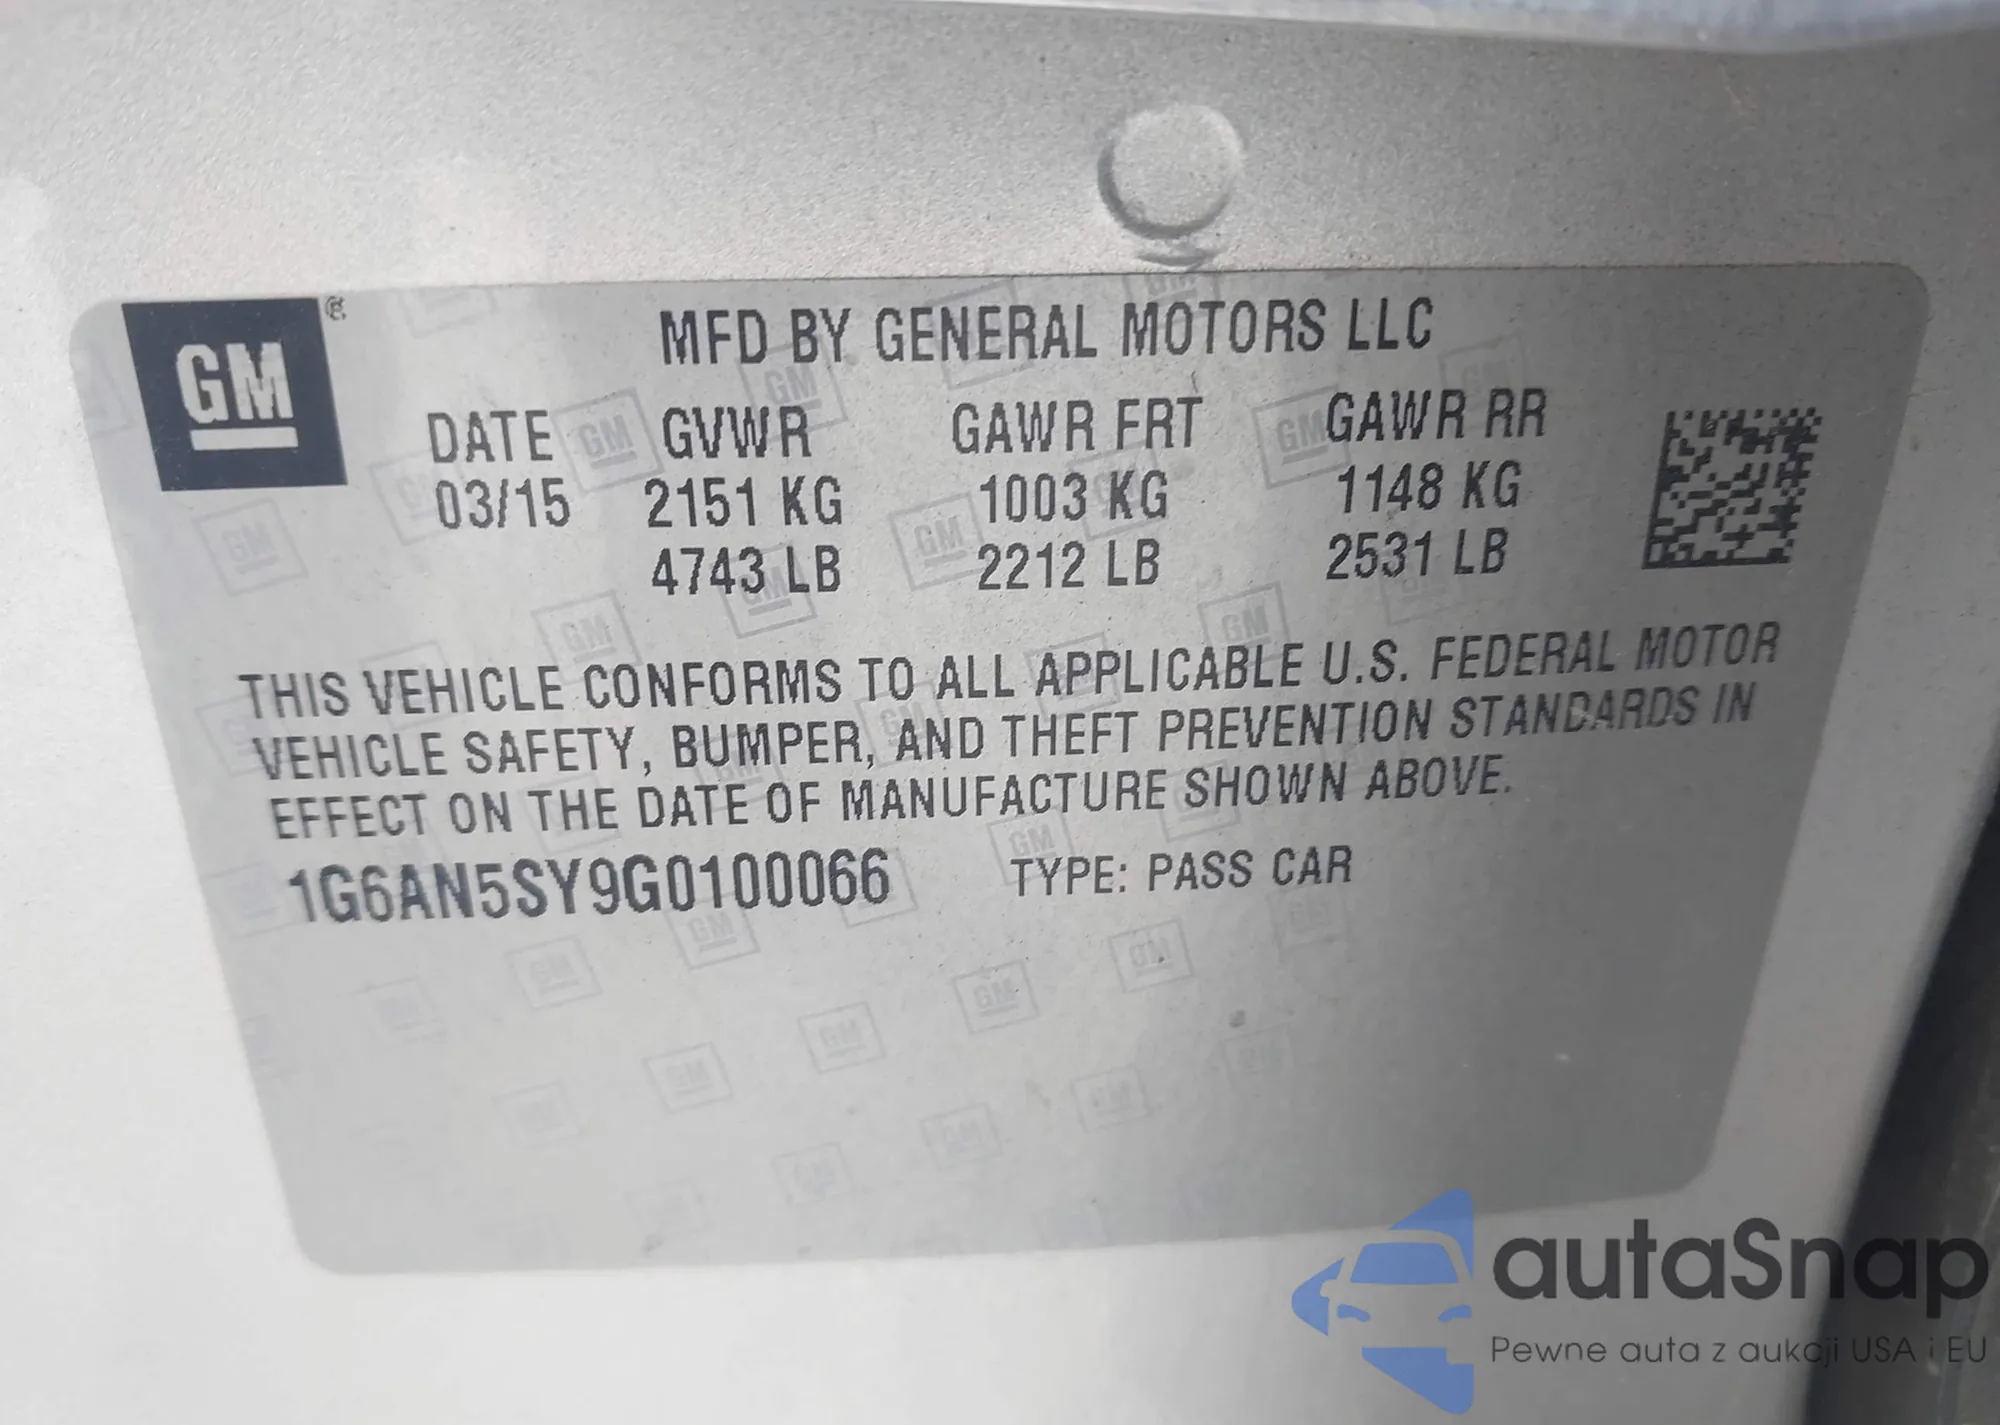 GM®
MFD BY GENERAL MOTORS LLC
DATE GVWR GAWR FRT GAWR RR
03/15 2151 KG 1003 KG 1148 KG
4743 LB 2212 LB 2531 LB
THIS VEHICLE CONFORMS TO ALL APPLICABLE U.S. FEDERAL MOTOR
VEHICLE SAFETY, BUMPER, AND THEFT PREVENTION STANDARDS IN
EFFECT ON THE DATE OF MANUFACTURE SHOWN ABOVE.
1G6AN5SY9G0100066 TYPE: PASS CAR
autaSnap
Pewne auta z aukcji USA i EU